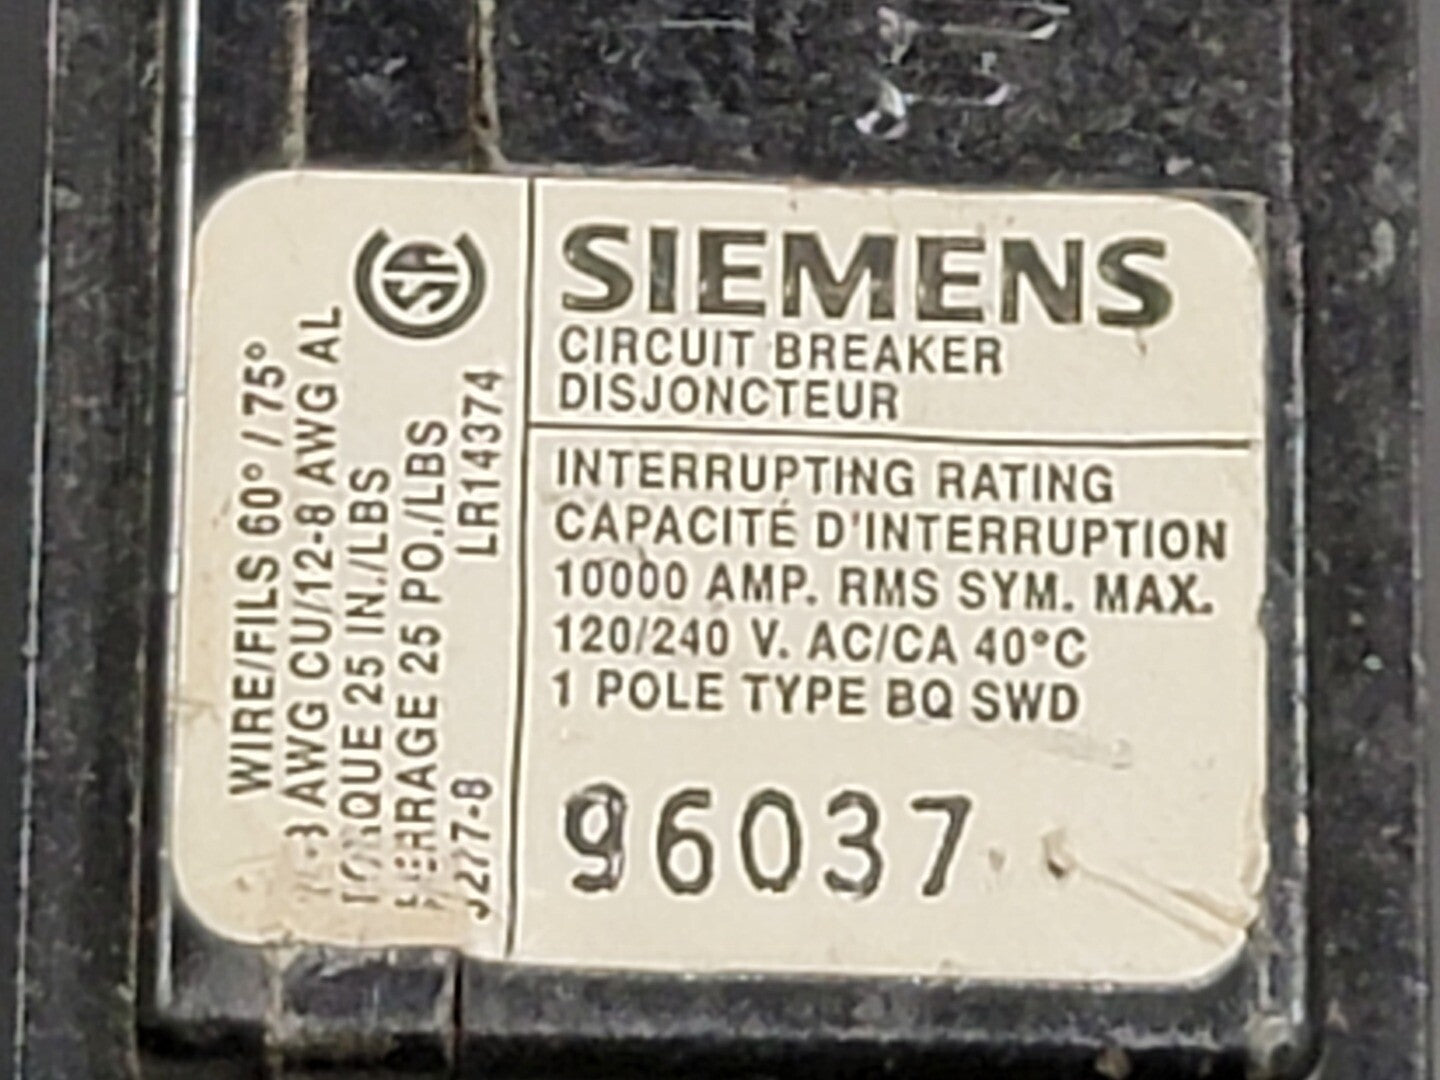 SIEMENS
CIRCUIT BREAKER
DISJONCTEUR
INTERRUPTING RATING
CAPACITÉ D'INTERRUPTION
10000 AMP. RMS SYM. MAX.
120/240 V. AC/CA 40°C
1 POLE TYPE BQ SWD
96037
WIRE/FILS 60°/75°
AWG CU/12-8 AWG AL
25 IN./LBS
25 PO./LBS
LR14374
J277-8